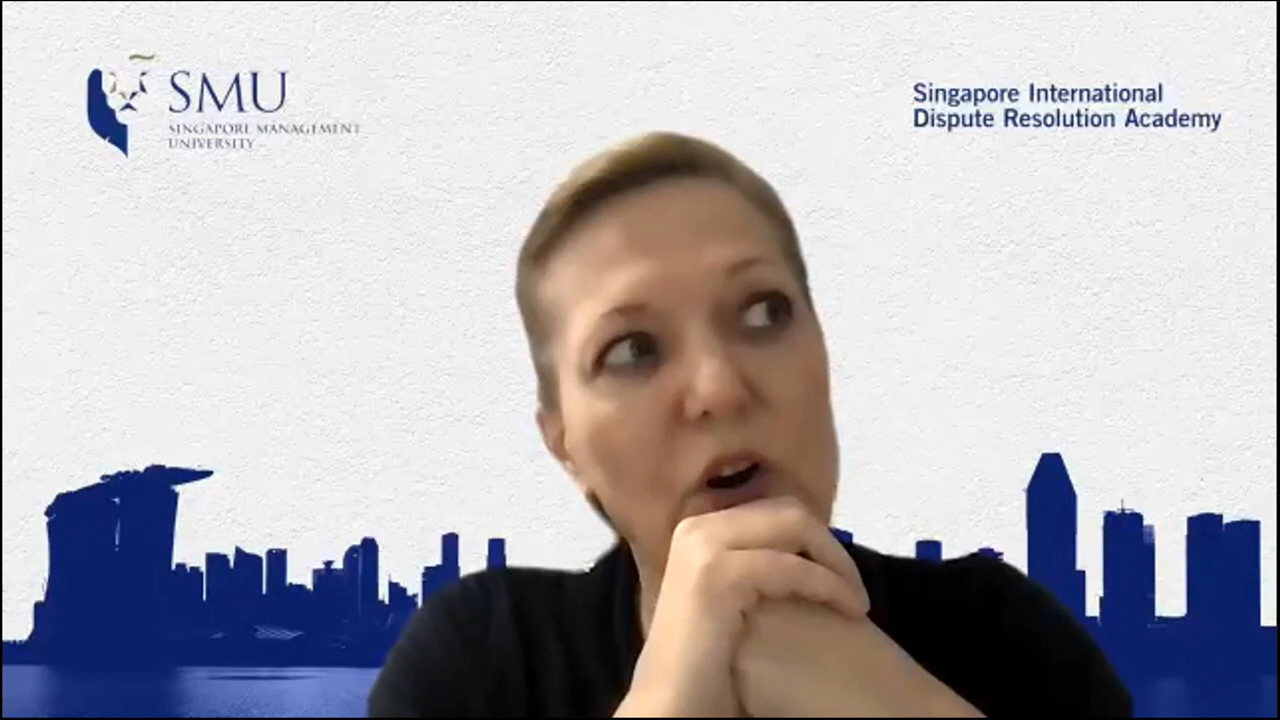 SMU
SINGAPORE MANAGEMENT
UNIVERSITY
Singapore International
Dispute Resolution Academy